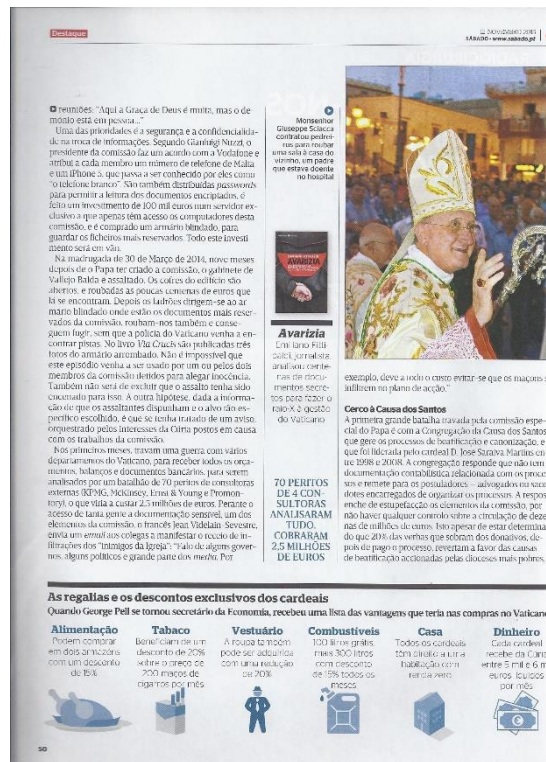 Destaque
12 NOVEMBRO 2015
SÁBADO • www.sabado.pt
reuniões: "Aqui a Graça de Deus é muita, mas o de-
mónio está em pessoa..."
Uma das prioridades é a segurança e a confidencialida-
de na troca de informações. Segundo Gianluigi Nuzzi, o
presidente da comissão faz um acordo com a Vodafone e
atribui a cada membro um número de telefone de Malta
e um iPhone 5, que passa a ser conhecido por eles como
"o telefone branco". São também distribuídas passwords
para permitir a leitura dos documentos encriptados, é
feito um investimento de 100 mil euros num servidor ex-
clusivo a que apenas têm acesso os computadores desta
comissão, e é comprado um armário blindado, para
guardar os ficheiros mais reservados. Todo este investi
mento será em vão.
Na madrugada de 30 de Março de 2014, nove meses
depois de o Papa ter criado a comissão, o gabinete de
Vallejo Balda é assaltado. Os cofres do edifício são
abertos, e roubadas as poucas centenas de euros que
lá se encontram. Depois os ladrões dirigem-se ao ar
mário blindado onde estão os documentos mais reser-
vados da comissão, roubam-nos também e conse-
guem fugir, sem que a polícia do Vaticano venha a en-
contrar pistas. No livro Via Crucis são publicadas três
fotos do armário arrombado. Não é impossível que
este episódio venha a ser usado por um ou pelos dois
membros da comissão detidos para alegar inocência.
Também não será de excluir que o assalto tenha sido
encenado para isso. A outra hipótese, dada a informa-
ção de que os assaltantes dispunham e o alvo tão es-
pecífico escolhido, é que se tenha tratado de um aviso,
orquestrado pelos interesses da Cúria postos em causa
com os trabalhos da comissão.
Nos primeiros meses, travam uma guerra com vários
departamentos do Vaticano, para receber todos os orça-
mentos, balanços e documentos bancários, para serem
analisados por um batalhão de 70 peritos de consultoras
externas (KPMG, McKinsey, Ernst & Young e Promon-
tory), o que viria a custar 2,5 milhões de euros. Perante o
acesso de tanta gente a documentação sensível, um dos
elementos da comissão, o francês Jean Videlain-Sevestre,
envia um email aos colegas a manifestar o receio de in-
filtrações dos "inimigos da Igreja": "Falo de alguns gover-
nos, alguns políticos e grande parte dos media. Por
Monsenhor
Giuseppe Sciacca
contratou pedrei-
ros para roubar
uma sala à casa do
vizinho, um padre
que estava doente
no hospital
AVARIZIA
Avarizia
Emiliano Fitti-
paldi, jornalista,
analisou cente-
nas de docu-
mentos secre-
tos para fazer o
raio-X à gestão
do Vaticano
70 PERITOS
DE 4 CON-
SULTORAS
ANALISARAM
TUDO.
COBRARAM
2,5 MILHÕES
DE EUROS
exemplo, deve a todo o custo evitar-se que os maçons s
infiltrem no plano de acção."
Cerco à Causa dos Santos
A primeira grande batalha travada pela comissão espe-
cial do Papa é com a Congregação da Causa dos Santos
que gere os processos de beatificação e canonização, e
que foi liderada pelo cardeal D. José Saraiva Martins en-
tre 1998 e 2008. A congregação responde que não tem
documentação contabilística relacionada com os proce
sos e remete para os postuladores – advogados ou sace
dotes encarregados de organizar os processos. A respos
enche de estupefacção os elementos da comissão, por
não haver qualquer controlo sobre a circulação de deze
nas de milhões de euros. Isto apesar de estar determina
do que 20% das verbas que sobram dos donativos, de-
pois de pago o processo, revertam a favor das causas
de beatificação accionadas pelas dioceses mais pobres,
As regalias e os descontos exclusivos dos cardeais
Quando George Pell se tornou secretário da Economia, recebeu uma lista das vantagens que teria nas compras no Vaticano
Alimentação
Podem comprar
em dois armazéns
com um desconto
de 15%
Tabaco
Beneficiam de um
desconto de 20%
sobre o preço de
200 maços de
cigarros por mês
Vestuário
A roupa também
pode ser adquirida
com uma redução
de 20%
Combustíveis
100 litros grátis,
mais 300 litros
com desconto
de 15% todos os
meses
Casa
Todos os cardeais
têm direito a uma
habitação com
renda zero
Dinheiro
Cada cardeal
recebe da Cúria
entre 5 mil e 6 m
euros líquidos
por mês
50